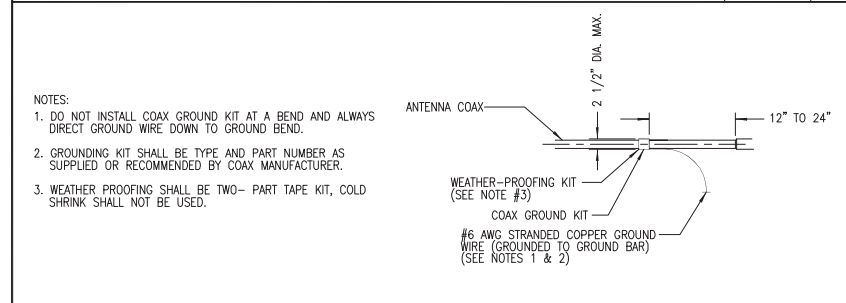 NOTES:
1. DO NOT INSTALL COAX GROUND KIT AT A BEND AND ALWAYS
DIRECT GROUND WIRE DOWN TO GROUND BEND.
2. GROUNDING KIT SHALL BE TYPE AND PART NUMBER AS
SUPPLIED OR RECOMMENDED BY COAX MANUFACTURER.
3. WEATHER PROOFING SHALL BE TWO- PART TAPE KIT, COLD
SHRINK SHALL NOT BE USED.
2 1/2" DIA. MAX.
ANTENNA COAX
12" TO 24"
WEATHER-PROOFING KIT
(SEE NOTE #3)
COAX GROUND KIT
#6 AWG STRANDED COPPER GROUND
WIRE (GROUNDED TO GROUND BAR)
(SEE NOTES 1 & 2)